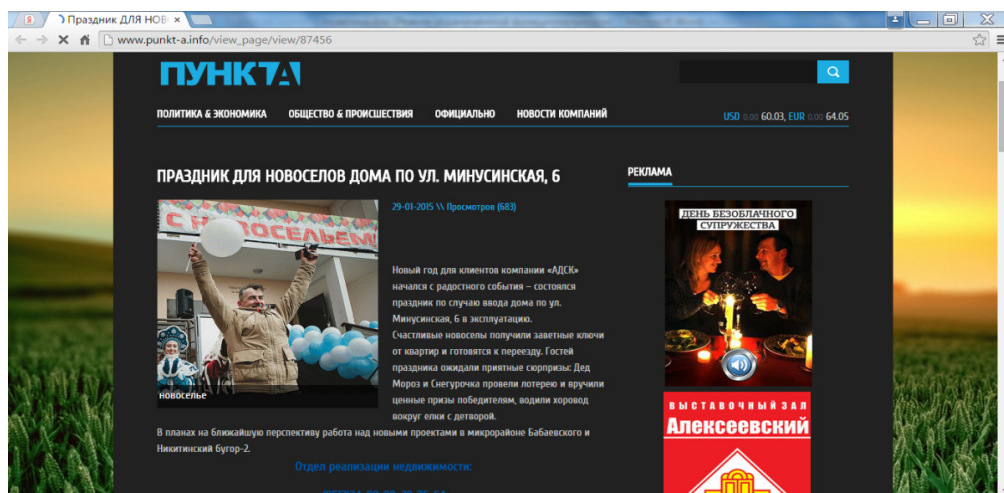 Праздник ДЛЯ НОВ
www.punkt-a.info/view_page/view/87456
ПУНКТА
ПОЛИТИКА & ЭКОНОМИКА ОБЩЕСТВО & ПРОИСШЕСТВИЯ ОФИЦИАЛЬНО НОВОСТИ КОМПАНИЙ
USD 0.00 60.03, EUR 0.00 64.05
ПРАЗДНИК ДЛЯ НОВОСЕЛОВ ДОМА ПО УЛ. МИНУСИНСКАЯ, 6
29-01-2015 \\ Просмотров (683)
С НОВОСЕЛЬЕМ!
новоселье
Новый год для клиентов компании «АДСК»
начался с радостного события – состоялся
праздник по случаю ввода дома по ул.
Минусинская, 6 в эксплуатацию.
Счастливые новоселы получили заветные ключи
от квартир и готовятся к переезду. Гостей
праздника ожидали приятные сюрпризы: Дед
Мороз и Снегурочка провели лотерею и вручили
ценные призы победителям, водили хоровод
вокруг елки с детворой.
В планах на ближайшую перспективу работа над новыми проектами в микрорайоне Бабаевского и
Никитинский бугор-2.
Отдел реализации недвижимости:
РЕКЛАМА
ДЕНЬ БЕЗОБЛАЧНОГО
СУПРУЖЕСТВА
ВЫСТАВОЧНЫЙ ЗАЛ
Алексеевский